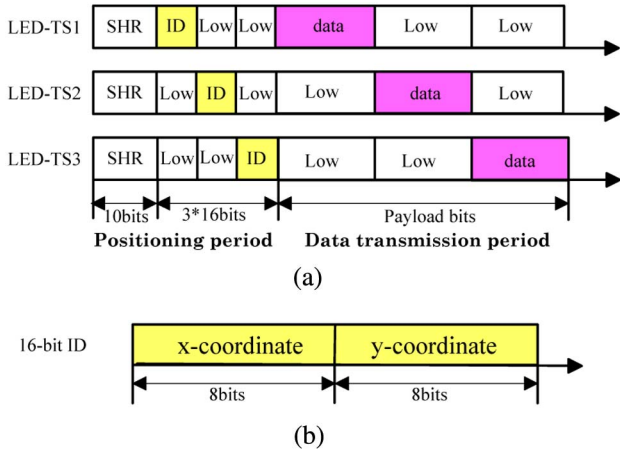 LED-TS1 SHR ID Low Low data Low Low
LED-TS2 SHR Low ID Low Low data Low
LED-TS3 SHR Low Low ID Low Low data
10bits 3*16bits Payload bits
Positioning period Data transmission period
(a)
16-bit ID x-coordinate y-coordinate
8bits 8bits
(b)